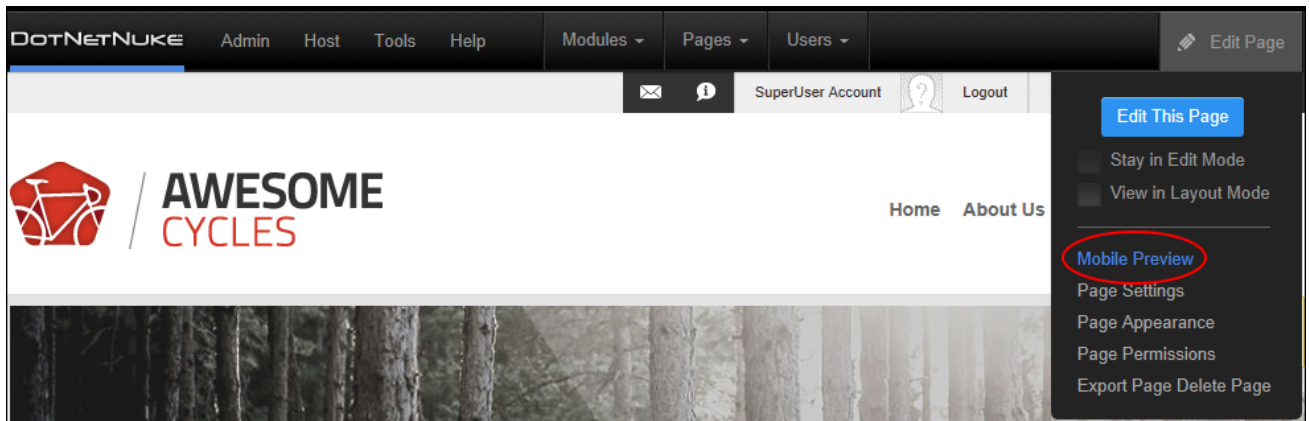 DOTNETNUKE Admin Host Tools Help Modules Pages Users Edit Page
SuperUser Account Logout
Edit This Page
Stay in Edit Mode
View in Layout Mode
AWESOME
CYCLES
Home About Us
Mobile Preview
Page Settings
Page Appearance
Page Permissions
Export Page Delete Page